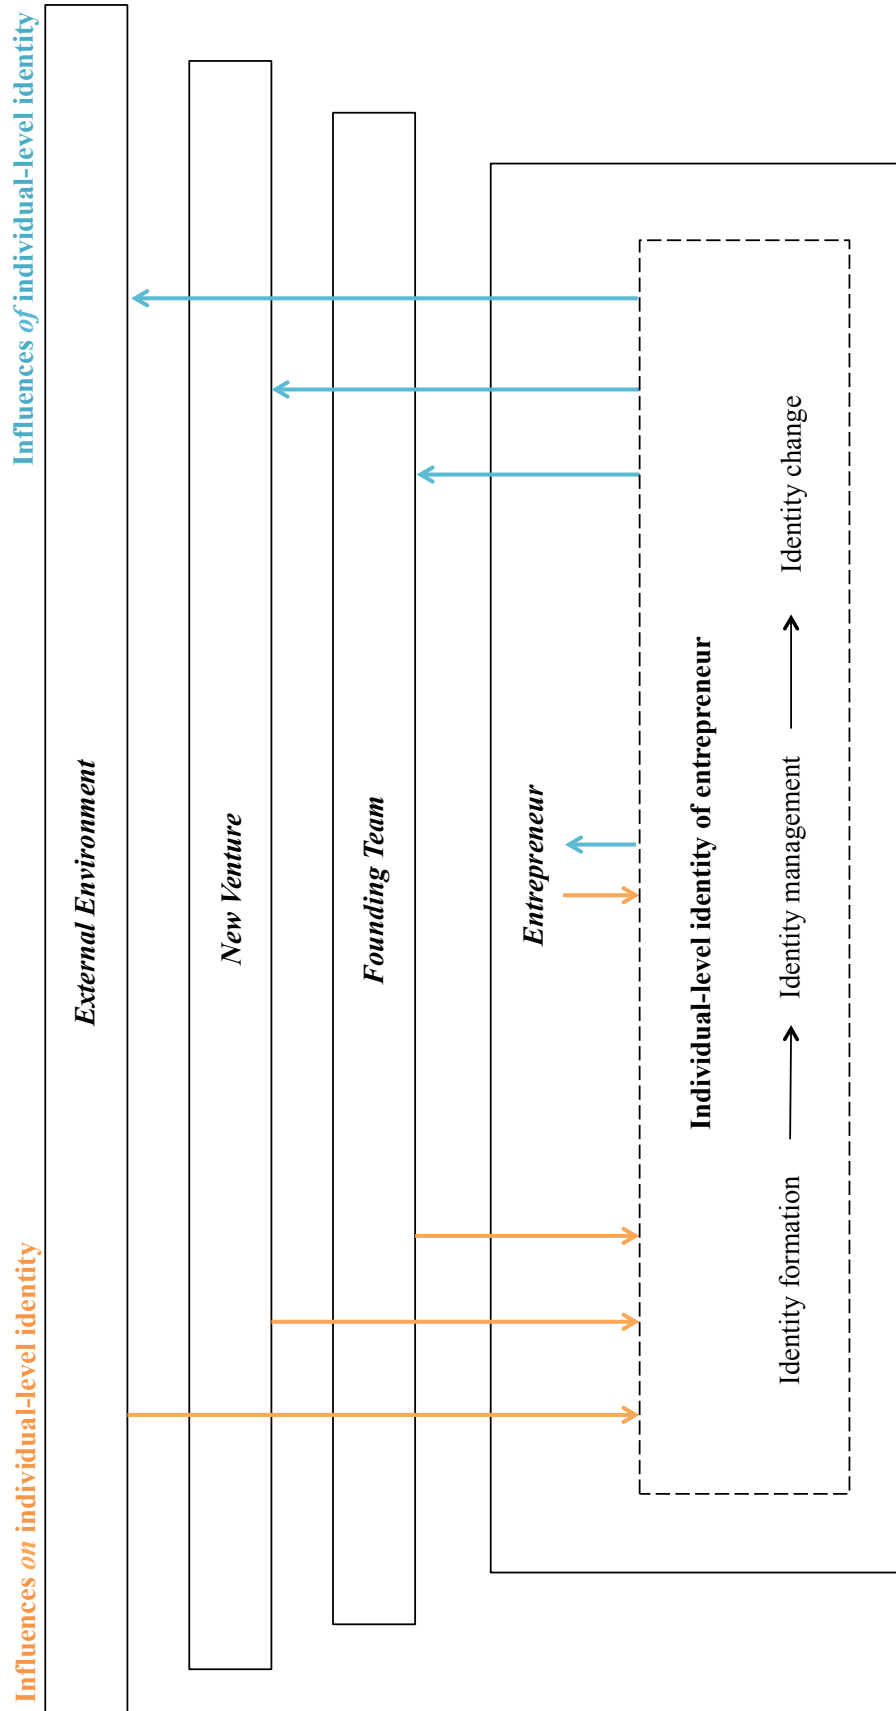 Influences on individual-level identity
Influences of individual-level identity
External Environment
New Venture
Founding Team
Entrepreneur
Individual-level identity of entrepreneur
Identity formation
Identity management
Identity change